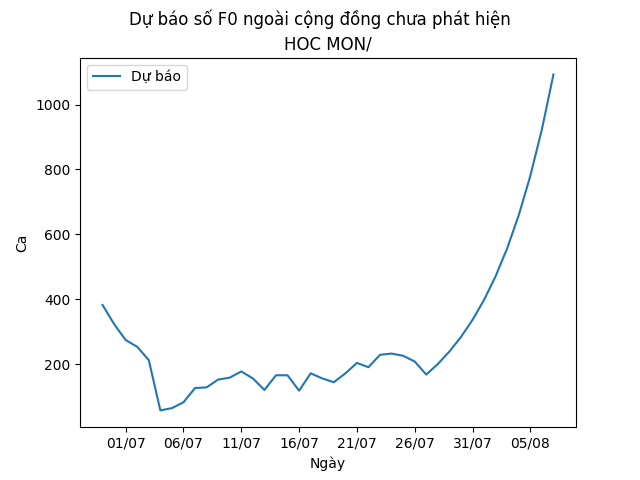 Dự báo số F0 ngoài cộng đồng chưa phát hiện
HOC MON/
Dự báo
1000
800
600
400
200
Ca
01/07 06/07 11/07 16/07 21/07 26/07 31/07 05/08
Ngày